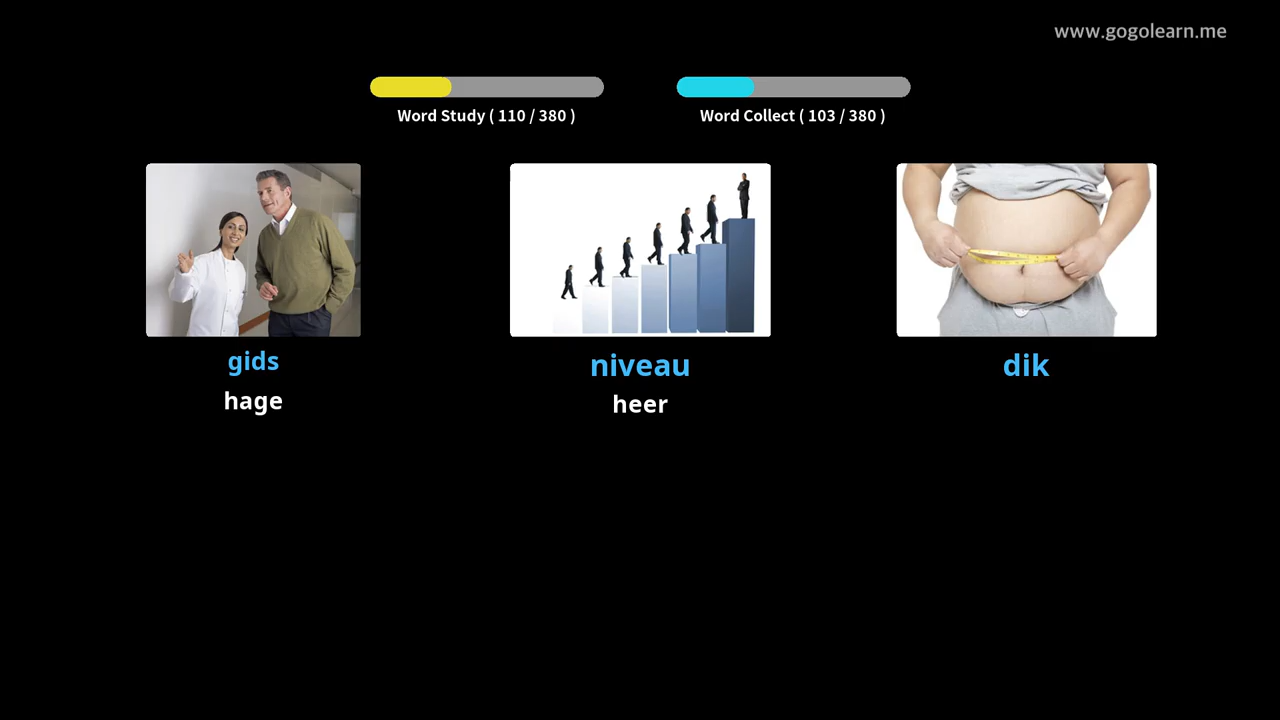 www.gogolearn.me
Word Study ( 110 / 380 )
Word Collect ( 103 / 380 )
gids
hage
niveau
heer
dik